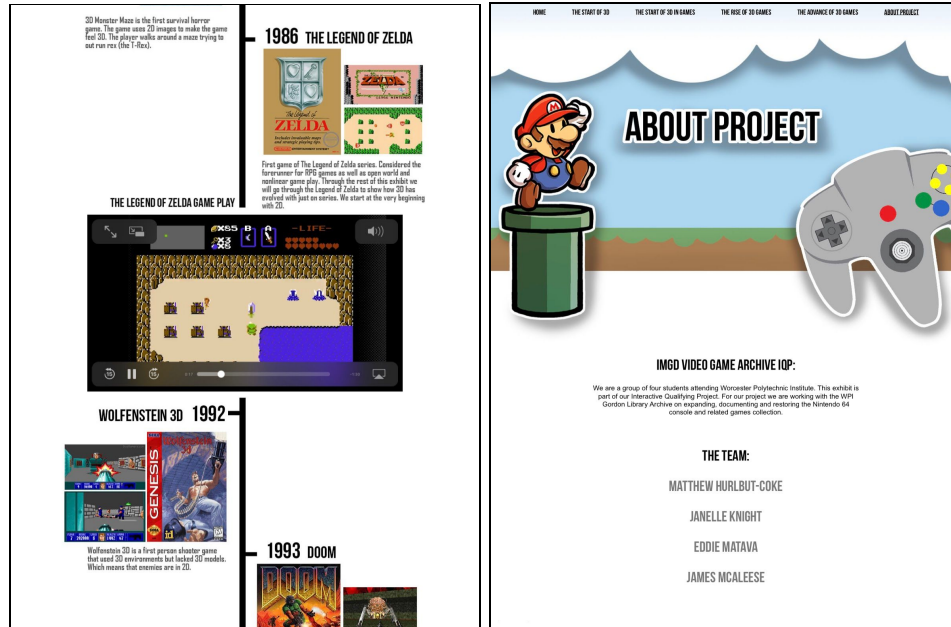 3D Monster Maze is the first survival horror
game. The game uses 2D images to make the game
feel 3D. The player walks around a maze trying to
out run rex (the T-Rex).
1986 THE LEGEND OF ZELDA
The Legend of
ZELDA
ZELDA
First game of The Legend of Zelda series. Considered the
forerunner for RPG games as well as open world and
nonlinear game play. Through the rest of this exhibit we
will go through the Legend of Zelda to show how 3D has
evolved with just on series. We start at the very beginning
with 2D.
THE LEGEND OF ZELDA GAME PLAY
X85 B A -LIFE-
X3
X6
WOLFENSTEIN 3D 1992
GENESIS
id
Wolfenstein 3D is a first person shooter game
that used 3D environments but lacked 3D models.
Which means that enemies are in 2D.
1993 DOOM
DOOM
HOME THE START OF 3D THE START OF 3D IN GAMES THE RISE OF 3D GAMES THE ADVANCE OF 3D GAMES ABOUT PROJECT
M
ABOUT PROJECT
IMGD VIDEO GAME ARCHIVE IQP:
We are a group of four students attending Worcester Polytechnic Institute. This exhibit is
part of our Interactive Qualifying Project. For our project we are working with the WPI
Gordon Library Archive on expanding, documenting and restoring the Nintendo 64
console and related games collection.
THE TEAM:
MATTHEW HURLBUT-COKE
JANELLE KNIGHT
EDDIE MATAVA
JAMES MCALEESE